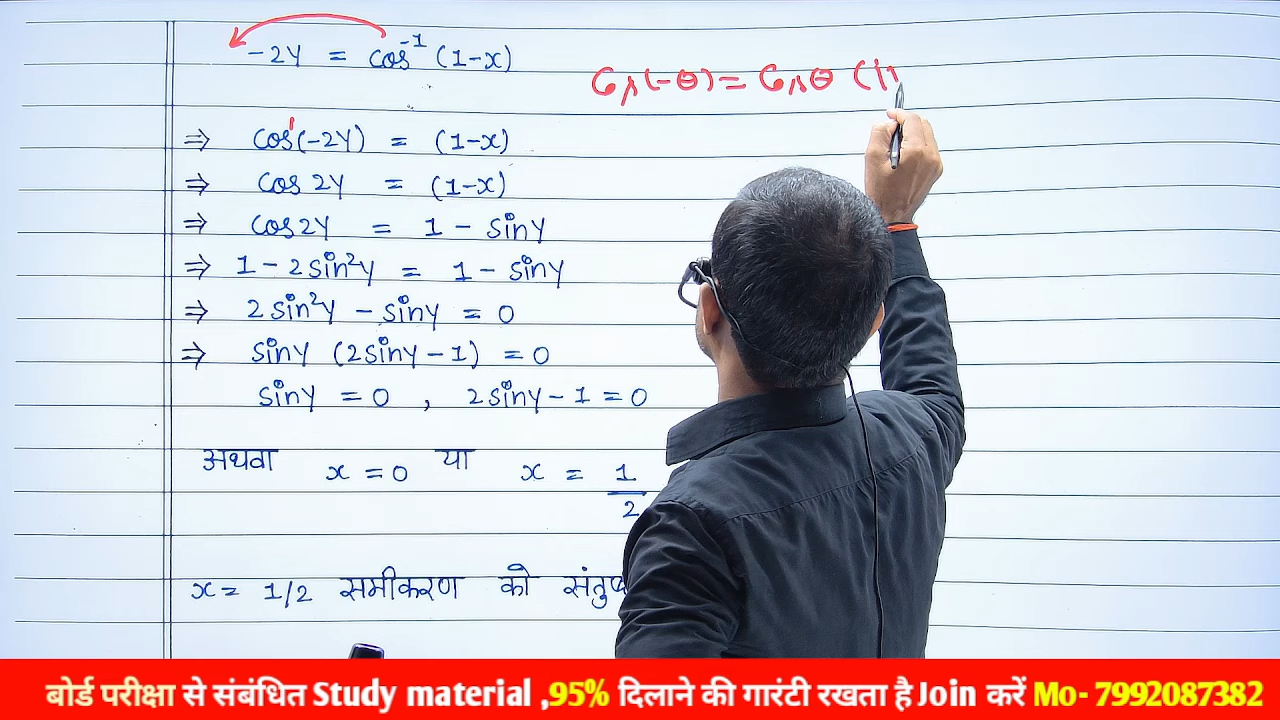 -2Y = cos⁻¹ (1-x)
Cos(-θ) = Cosθ
⇒ cos(-2Y) = (1-x)
⇒ cos 2Y = (1-x)
⇒ cos2Y = 1 - sinY
⇒ 1 - 2sin²Y = 1 - sinY
⇒ 2sin²Y - sinY = 0
⇒ sinY (2sinY - 1) = 0
sinY = 0 , 2sinY - 1 = 0
अथवा x = 0 या x = 1/2
x = 1/2 समीकरण को
बोर्ड परीक्षा से संबंधित Study material ,95% दिलाने की गारंटी रखता है Join करें Mo- 7992087382